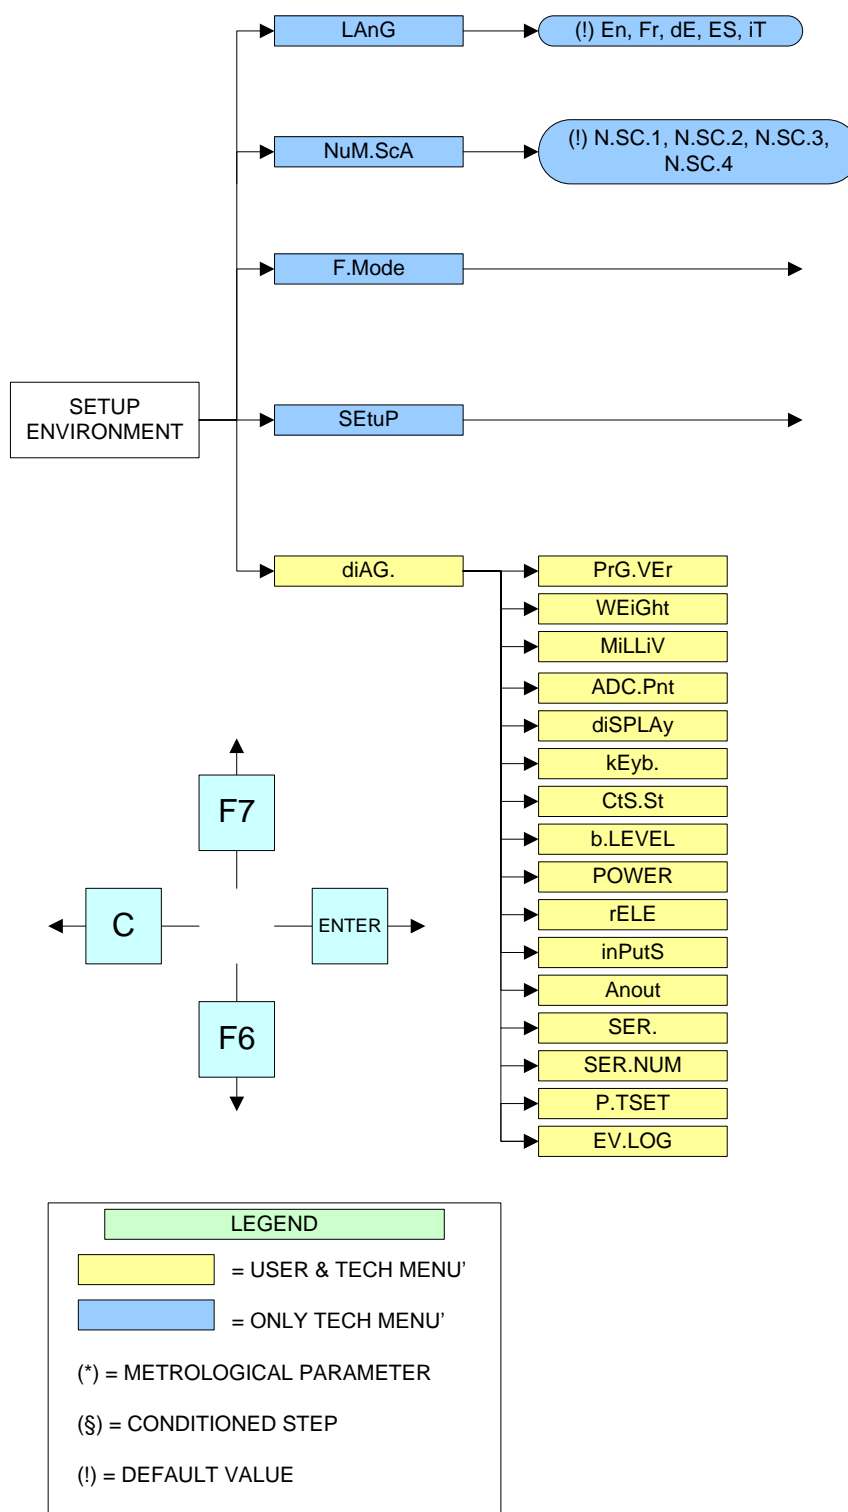 LAnG
(!) En, Fr, dE, ES, iT
NuM.ScA
(!) N.SC.1, N.SC.2, N.SC.3,
N.SC.4
F.Mode
SETUP
ENVIRONMENT
SEtuP
diAG.
PrG.VEr
WEiGht
MiLLiV
ADC.Pnt
diSPLAy
kEyb.
CtS.St
b.LEVEL
POWER
rELE
inPutS
Anout
SER.
SER.NUM
P.TSET
EV.LOG
F7
C
ENTER
F6
LEGEND
= USER & TECH MENU’
= ONLY TECH MENU’
(*) = METROLOGICAL PARAMETER
(§) = CONDITIONED STEP
(!) = DEFAULT VALUE